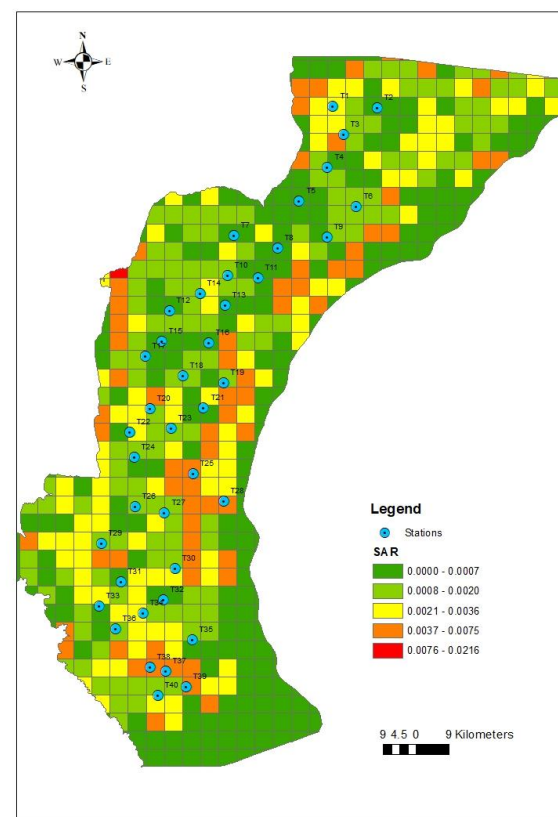 N
W E
S
T1
T2
T3
T4
T5
T6
T7
T8
T9
T10
T11
T14
T13
T12
T15
T16
T17
T18
T19
T20
T21
T22
T23
T24
T25
T26
T27
T28
T29
T30
T31
T32
T33
T34
T36
T35
T38
T37
T39
T40
Legend
Stations
SAR
0.0000 - 0.0007
0.0008 - 0.0020
0.0021 - 0.0036
0.0037 - 0.0075
0.0076 - 0.0216
9 4.5 0 9 Kilometers